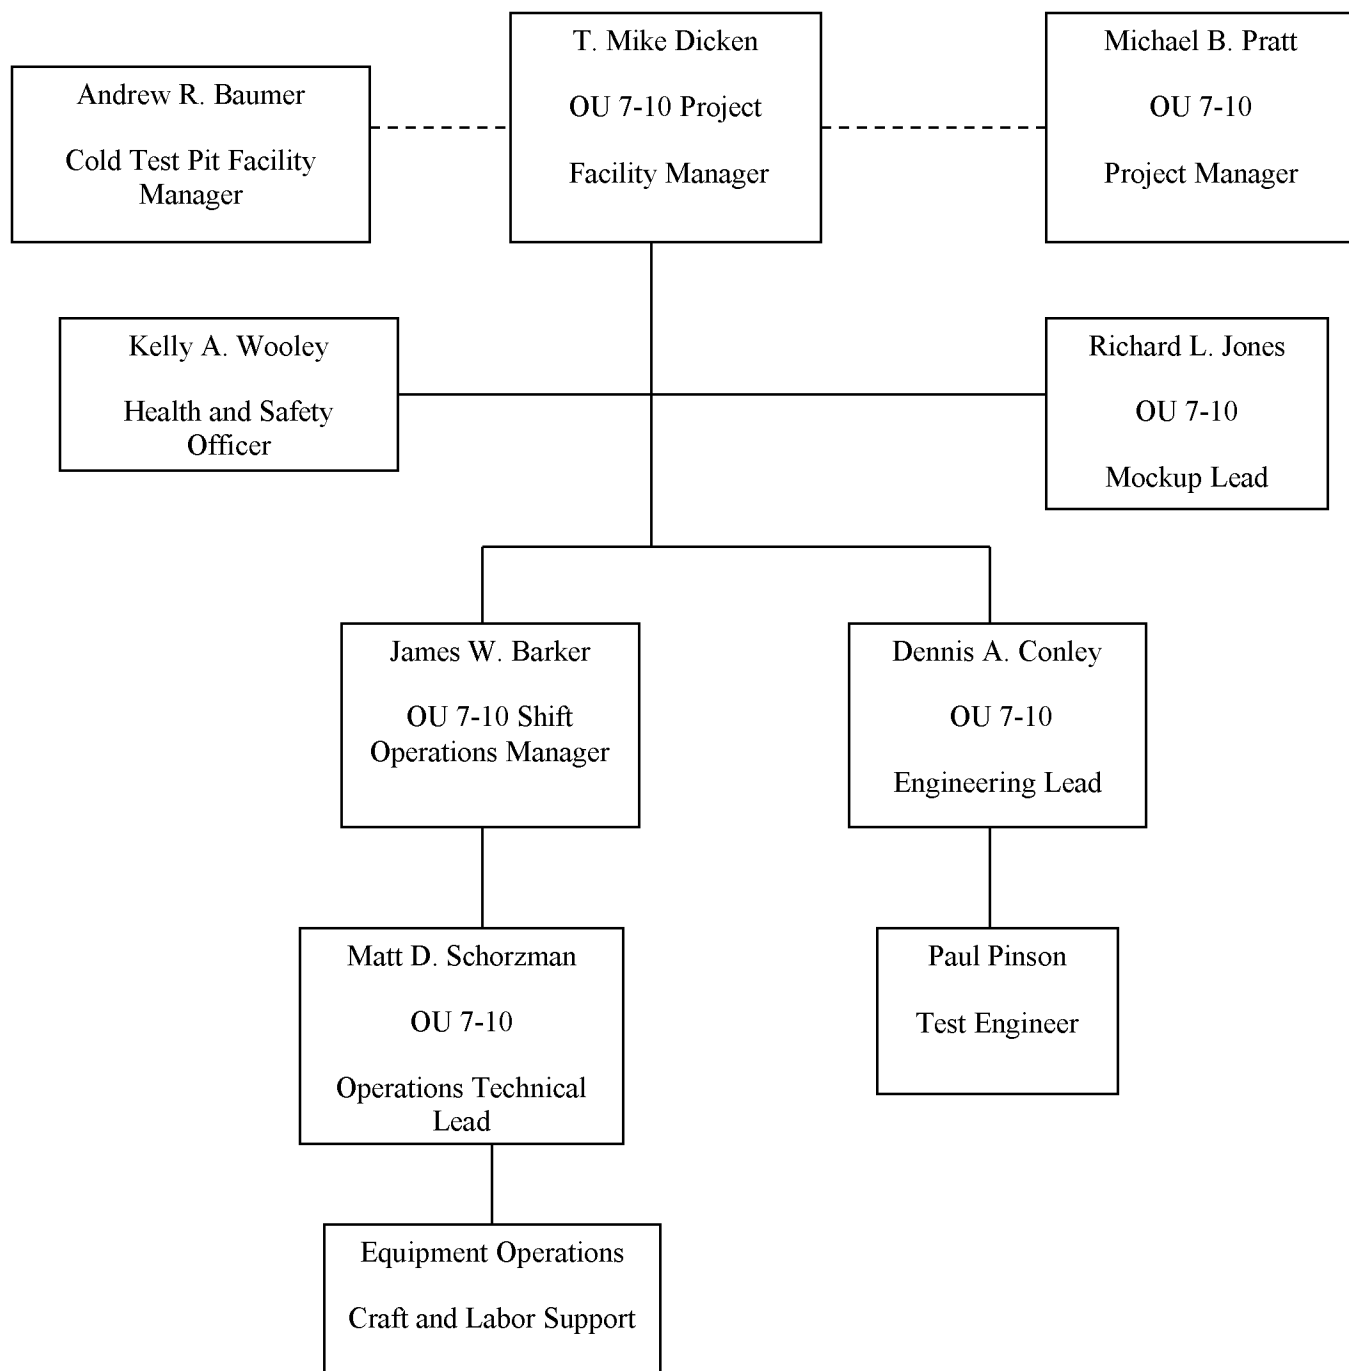 Andrew R. Baumer
Cold Test Pit Facility
Manager
T. Mike Dicken
OU 7-10 Project
Facility Manager
Michael B. Pratt
OU 7-10
Project Manager
Kelly A. Wooley
Health and Safety
Officer
Richard L. Jones
OU 7-10
Mockup Lead
James W. Barker
OU 7-10 Shift
Operations Manager
Dennis A. Conley
OU 7-10
Engineering Lead
Matt D. Schorzman
OU 7-10
Operations Technical
Lead
Paul Pinson
Test Engineer
Equipment Operations
Craft and Labor Support